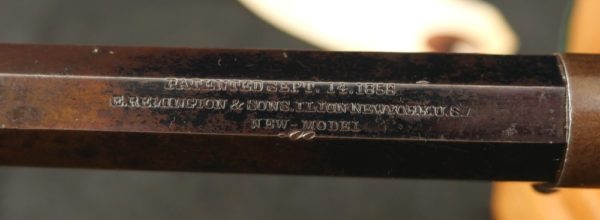 PATENTED SEPT. 14. 1858
E. REMINGTON & SONS. ILION NEW YORK U.S.
NEW-MODEL